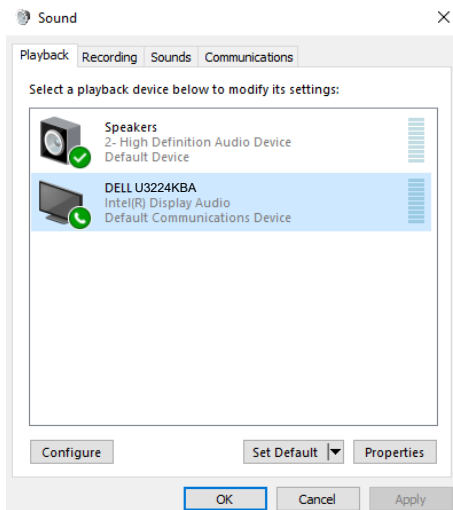 Sound
Playback Recording Sounds Communications
Select a playback device below to modify its settings:
Speakers
2- High Definition Audio Device
Default Device
DELL U3224KBA
Intel(R) Display Audio
Default Communications Device
Configure Set Default Properties
OK Cancel Apply